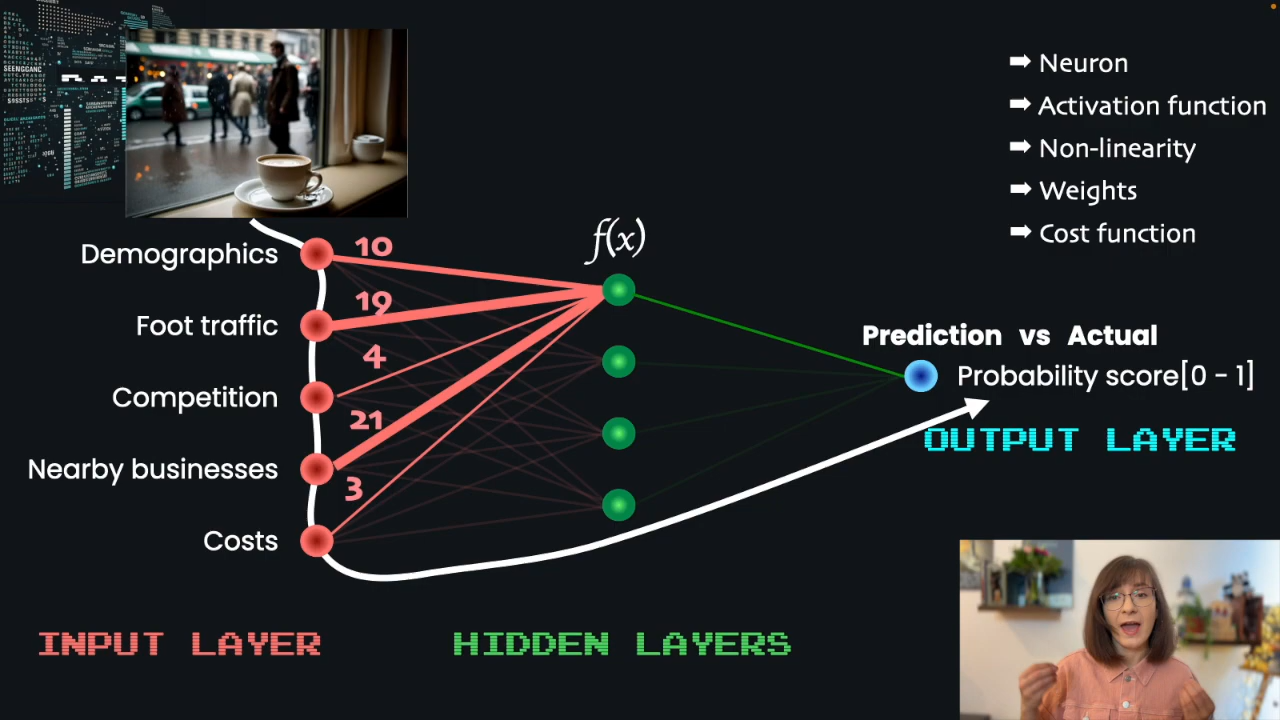 Neuron
Activation function
Non-linearity
Weights
Cost function
f(x)
Demographics
10
Foot traffic
19
Competition
4
Nearby businesses
21
Costs
3
Prediction vs Actual
Probability score[0 - 1]
OUTPUT LAYER
INPUT LAYER
HIDDEN LAYERS